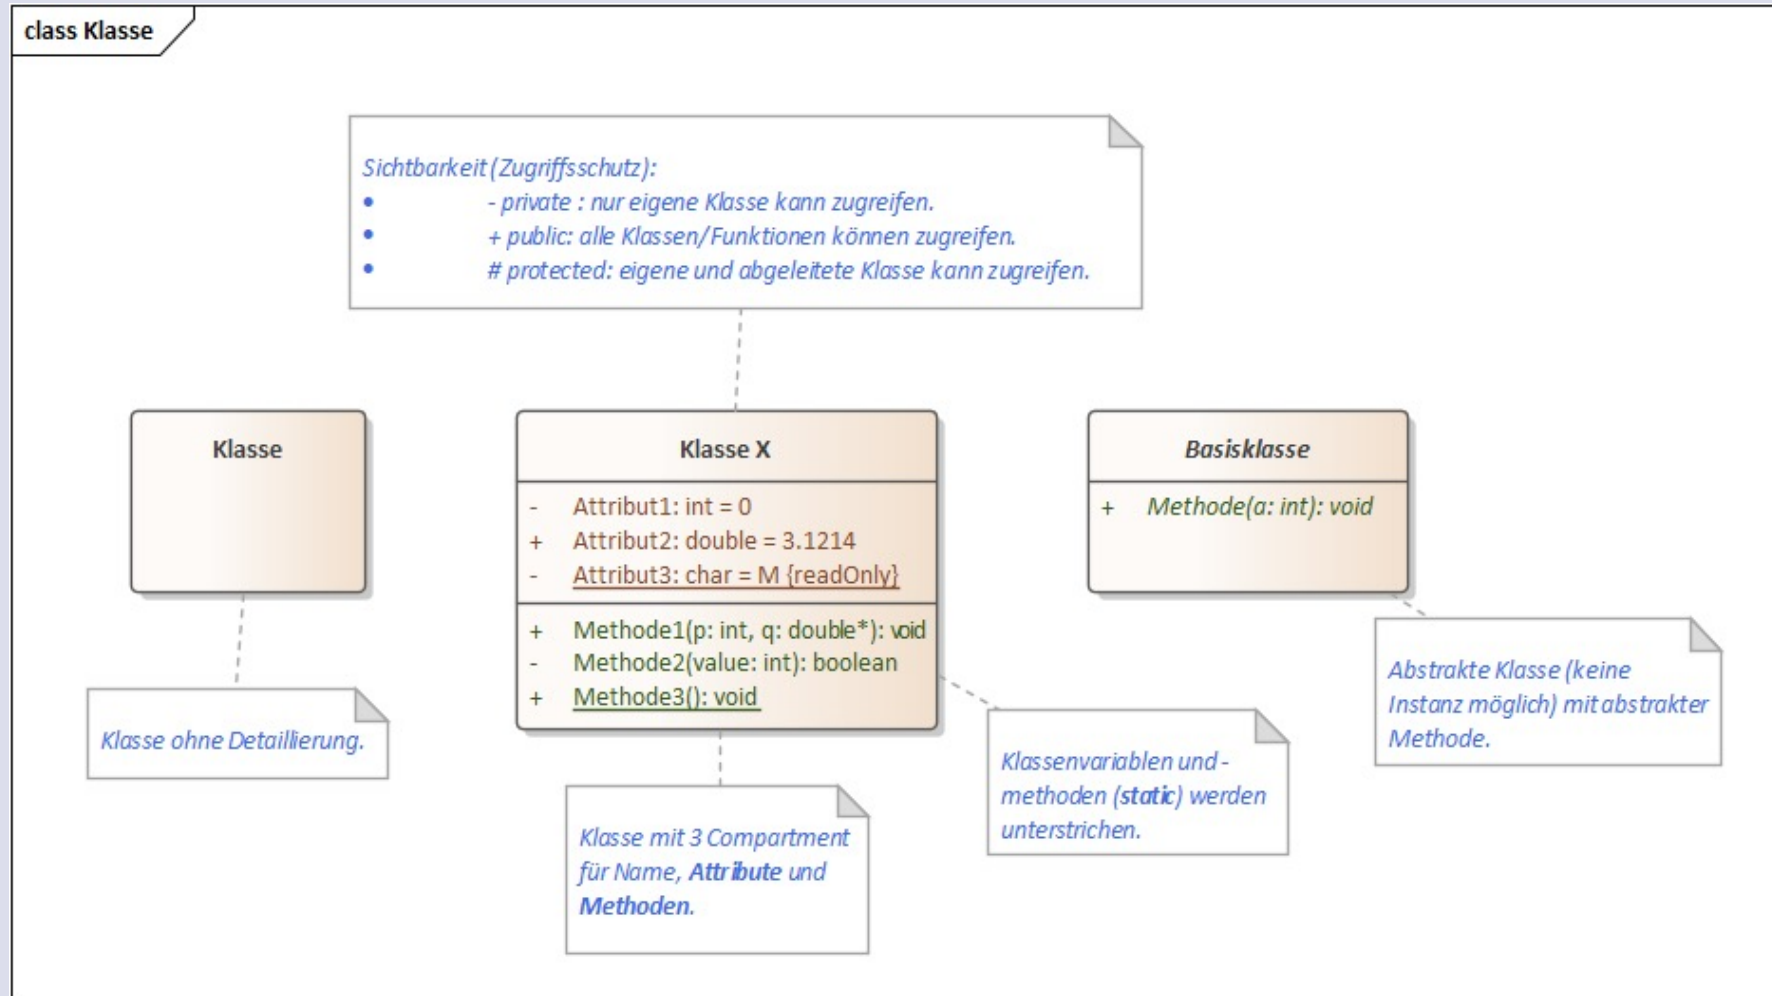 class Klasse
Sichtbarkeit (Zugriffsschutz):
• - private : nur eigene Klasse kann zugreifen.
• + public: alle Klassen/Funktionen können zugreifen.
• # protected: eigene und abgeleitete Klasse kann zugreifen.
Klasse
Klasse X
- Attribut1: int = 0
+ Attribut2: double = 3.1214
- Attribut3: char = M {readOnly}
+ Methode1(p: int, q: double*): void
- Methode2(value: int): boolean
+ Methode3(): void
Basisklasse
+ Methode(a: int): void
Klasse ohne Detaillierung.
Klasse mit 3 Compartment
für Name, Attribute und
Methoden.
Klassenvariablen und -
methoden (static) werden
unterstrichen.
Abstrakte Klasse (keine
Instanz möglich) mit abstrakter
Methode.